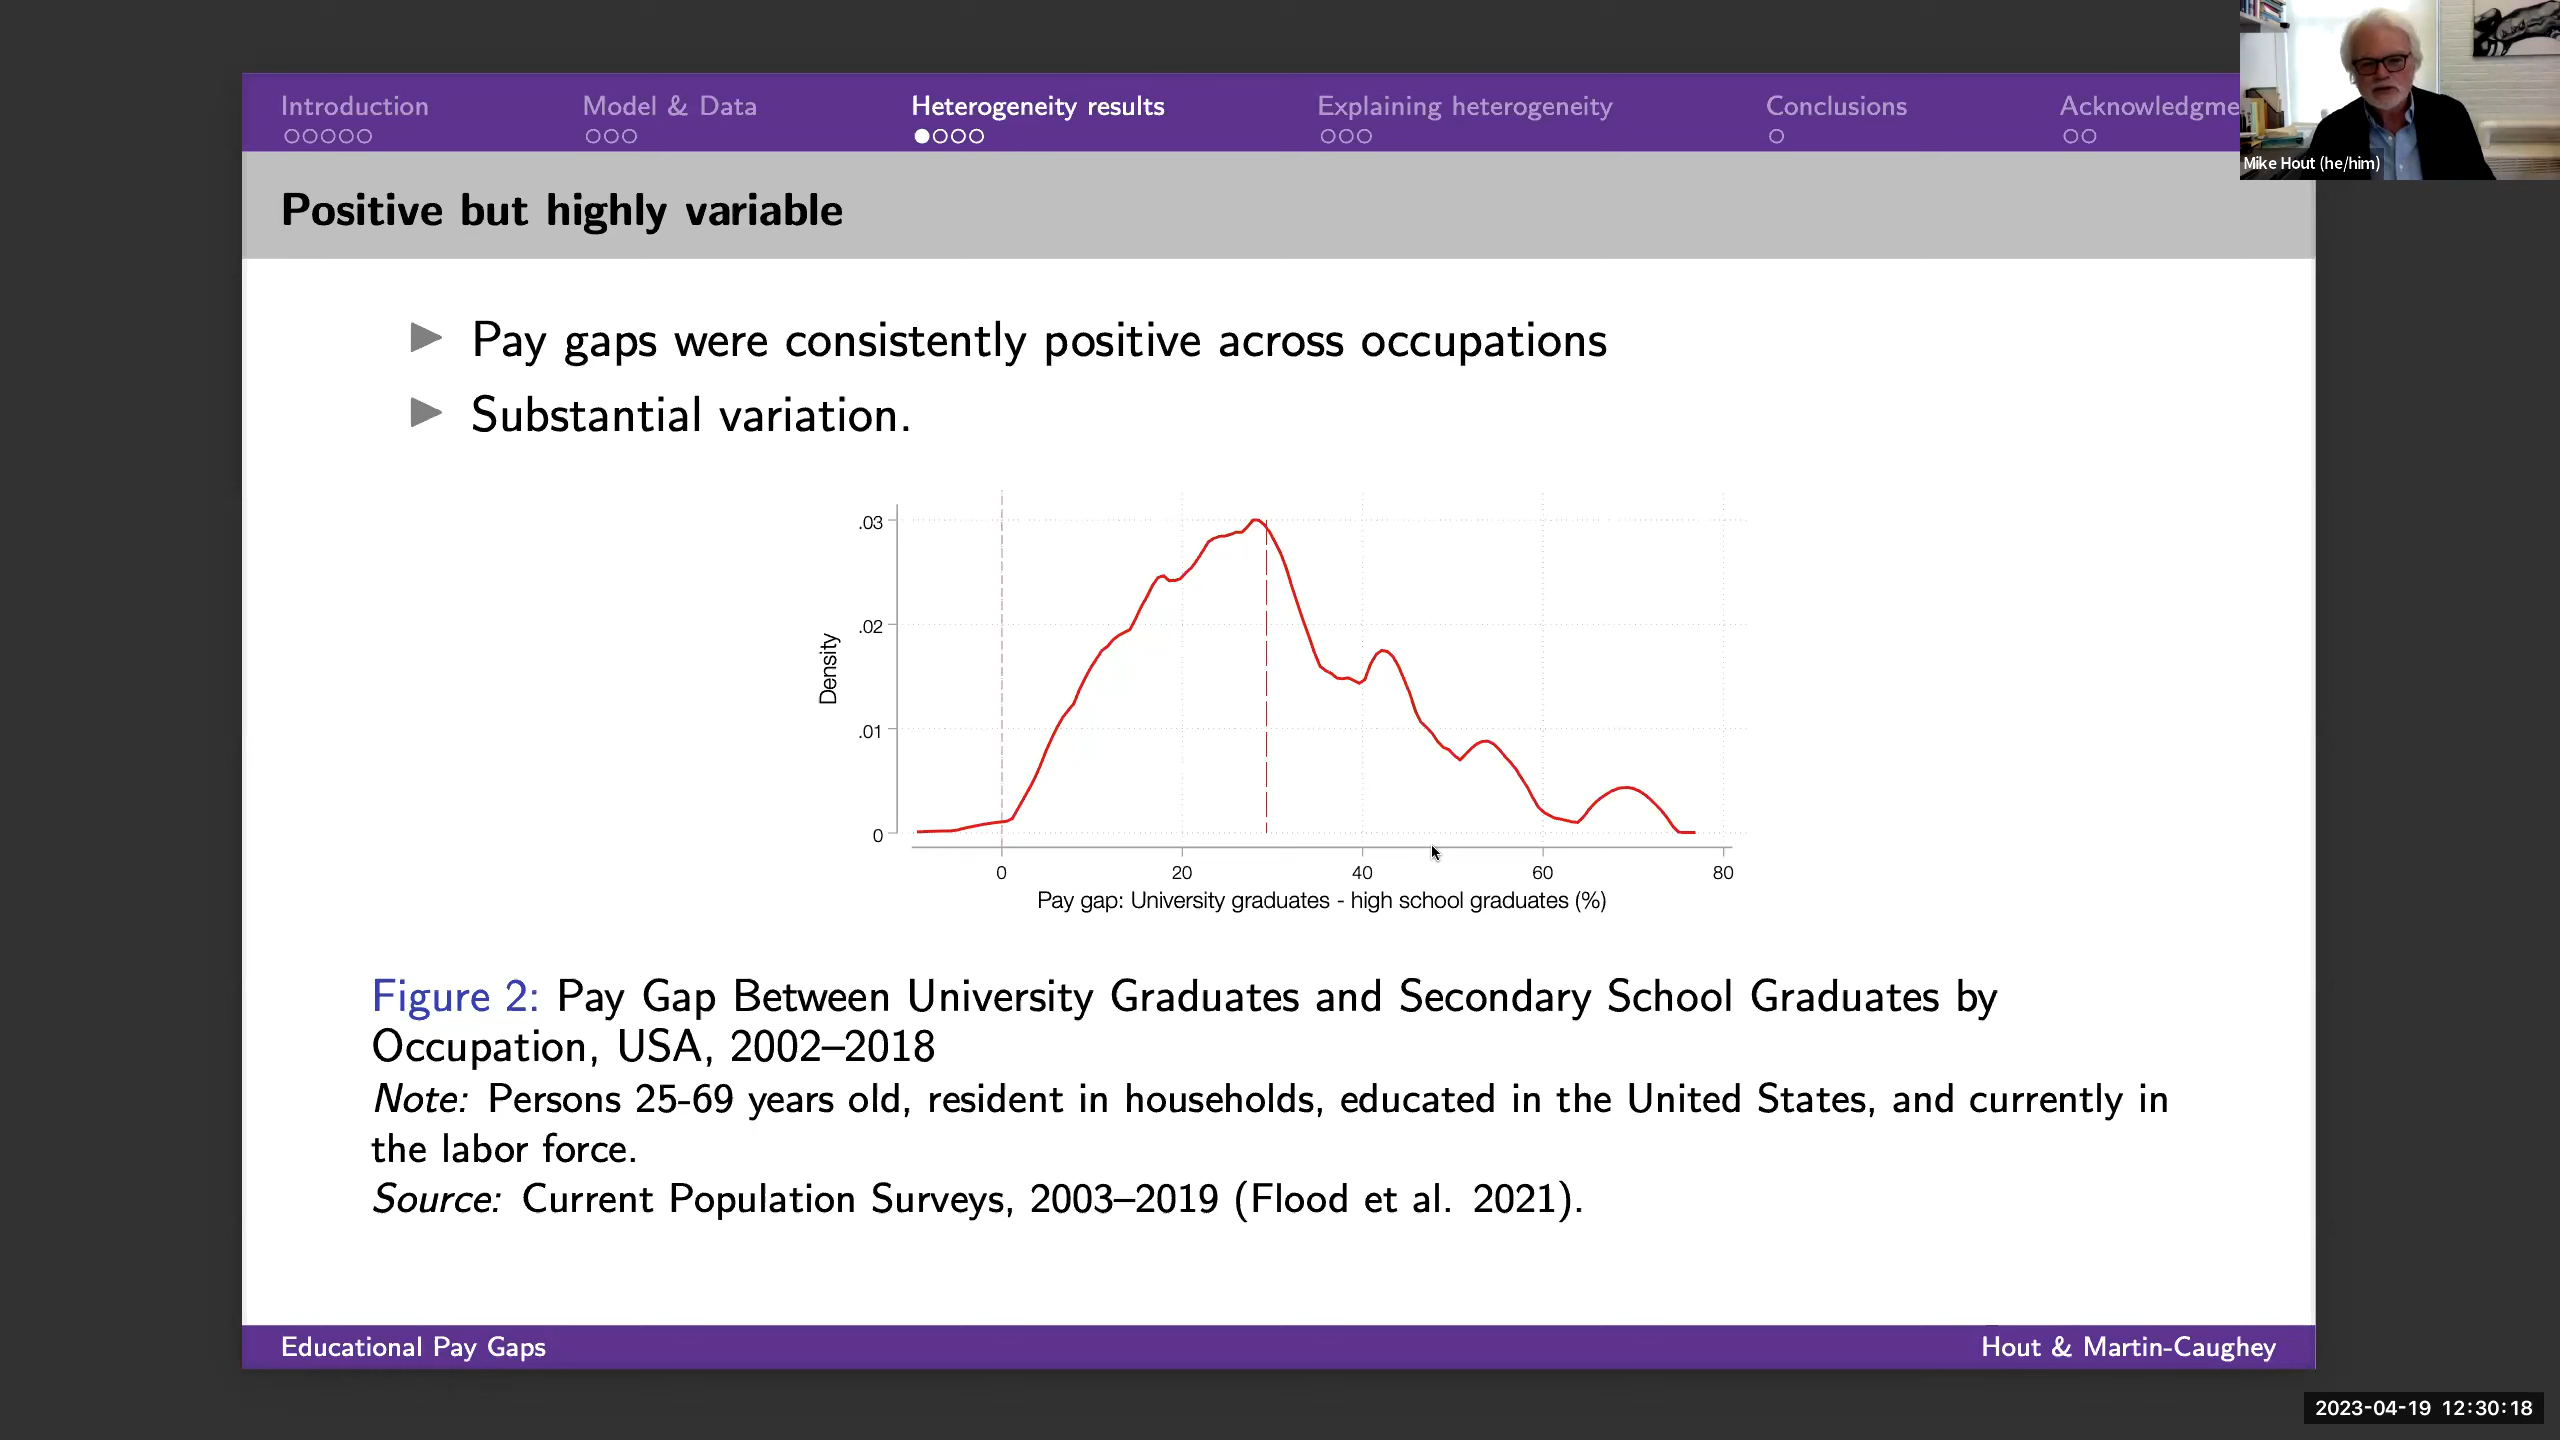 Introduction
Model & Data
Heterogeneity results
Explaining heterogeneity
Conclusions
Acknowledgme
Mike Hout (he/him)
Positive but highly variable
Pay gaps were consistently positive across occupations
Substantial variation.
.03
.02
.01
0
Density
0 20 40 60 80
Pay gap: University graduates - high school graduates (%)
Figure 2: Pay Gap Between University Graduates and Secondary School Graduates by
Occupation, USA, 2002–2018
Note: Persons 25-69 years old, resident in households, educated in the United States, and currently in
the labor force.
Source: Current Population Surveys, 2003–2019 (Flood et al. 2021).
Educational Pay Gaps
Hout & Martin-Caughey
2023-04-19 12:30:18